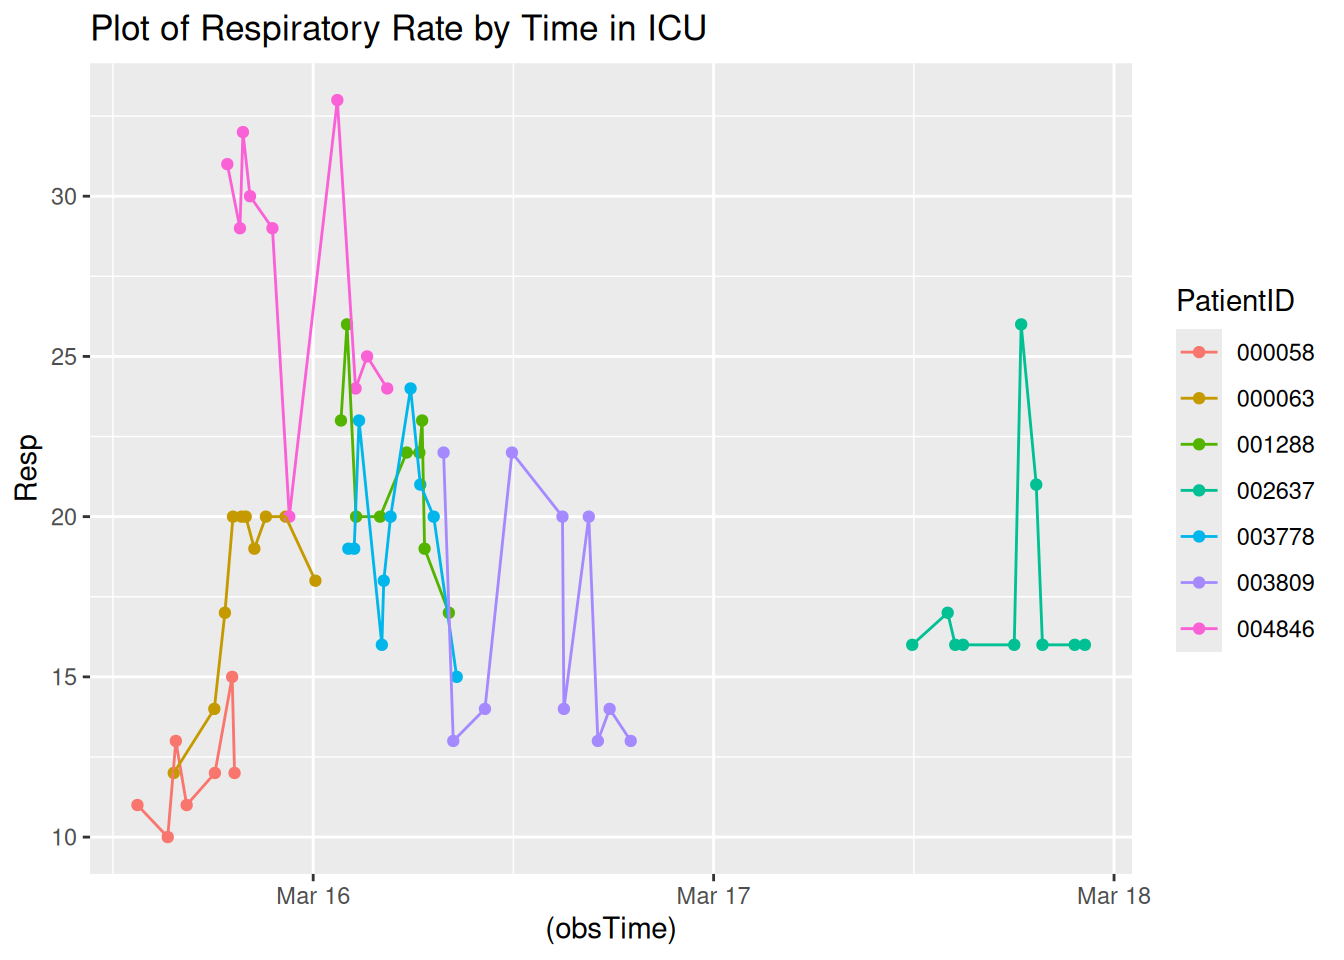 Plot of Respiratory Rate by Time in ICU
Resp
30
25
20
15
10
Mar 16
Mar 17
Mar 18
(obsTime)
PatientID
000058
000063
001288
002637
003778
003809
004846